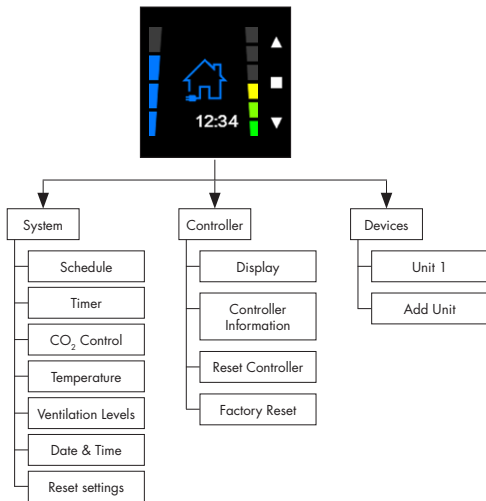 12:34
System
Schedule
Timer
CO₂ Control
Temperature
Ventilation Levels
Date & Time
Reset settings
Controller
Display
Controller
Information
Reset Controller
Factory Reset
Devices
Unit 1
Add Unit